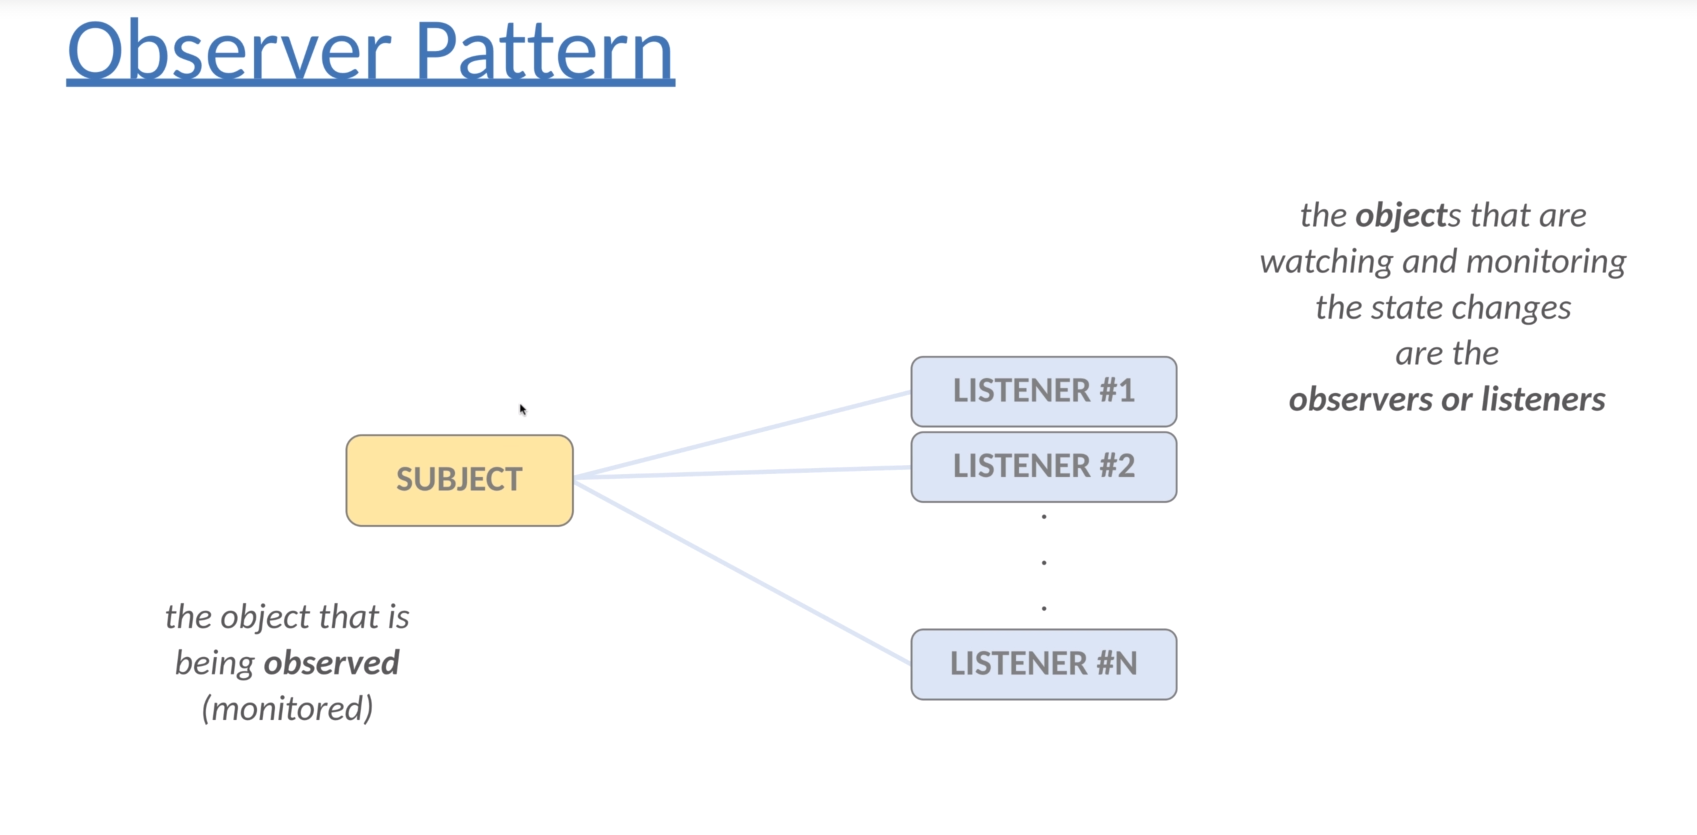 Observer Pattern
the objects that are
watching and monitoring
the state changes
are the
observers or listeners
LISTENER #1
SUBJECT
LISTENER #2
.
.
.
LISTENER #N
the object that is
being observed
(monitored)